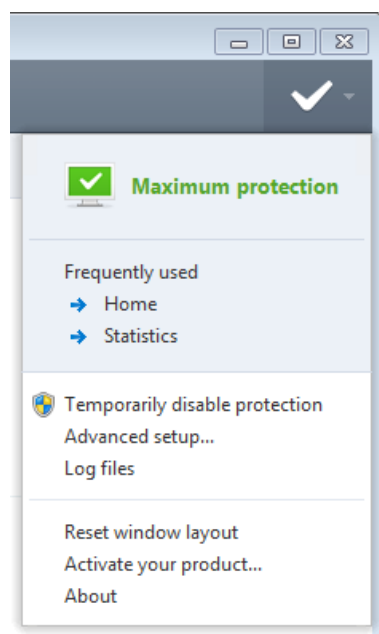 Maximum protection
Frequently used
Home
Statistics
Temporarily disable protection
Advanced setup...
Log files
Reset window layout
Activate your product...
About